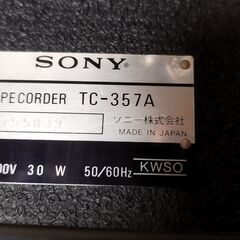 SONY®
PECORDER TC-357A
ソニー株式会社
MADE IN JAPAN
00V 30 W 50/60Hz KWSO